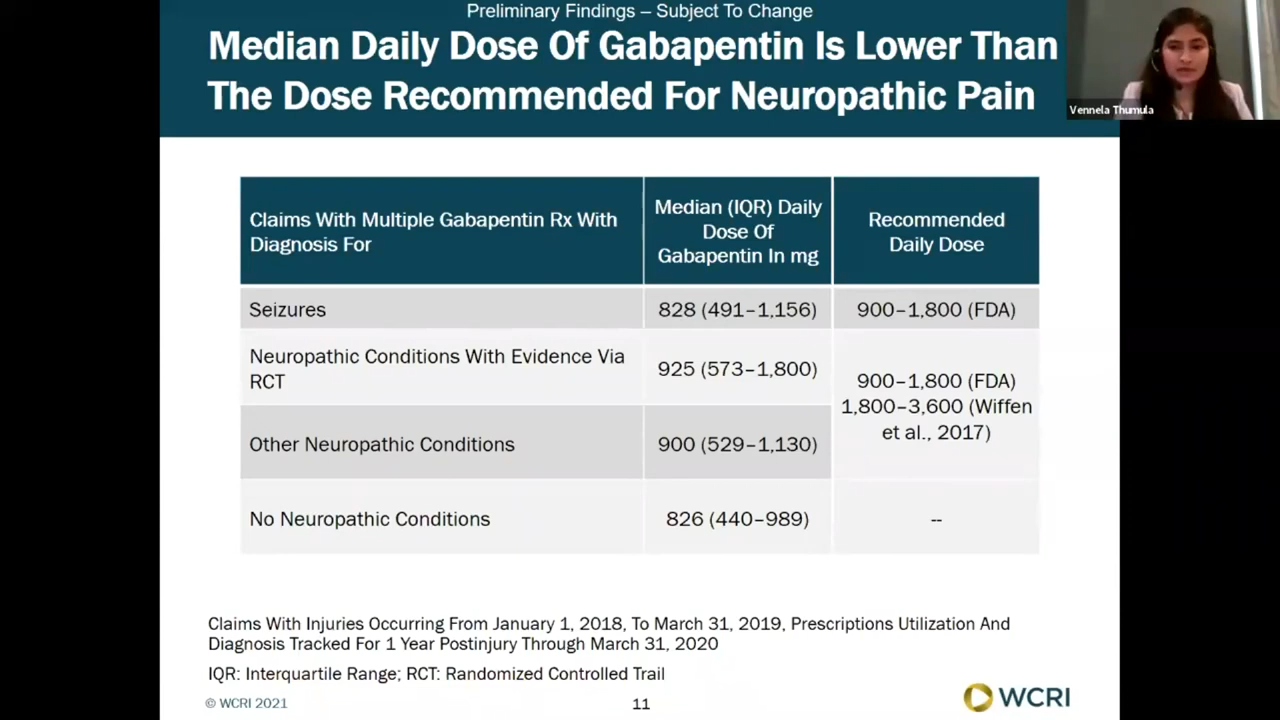 Preliminary Findings – Subject To Change
Median Daily Dose Of Gabapentin Is Lower Than
The Dose Recommended For Neuropathic Pain
Vennela Thumula
Claims With Multiple Gabapentin Rx With
Diagnosis For
Median (IQR) Daily
Dose Of
Gabapentin In mg
Recommended
Daily Dose
Seizures
828 (491–1,156)
900–1,800 (FDA)
Neuropathic Conditions With Evidence Via
RCT
925 (573–1,800)
900–1,800 (FDA)
1,800–3,600 (Wiffen
et al., 2017)
Other Neuropathic Conditions
900 (529–1,130)
No Neuropathic Conditions
826 (440–989)
--
Claims With Injuries Occurring From January 1, 2018, To March 31, 2019, Prescriptions Utilization And
Diagnosis Tracked For 1 Year Postinjury Through March 31, 2020
IQR: Interquartile Range; RCT: Randomized Controlled Trail
© WCRI 2021
11
WCRI